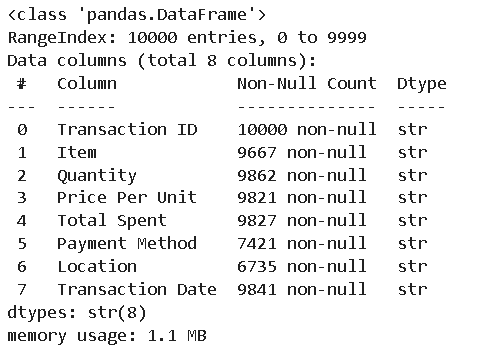 <class 'pandas.DataFrame'>
RangeIndex: 10000 entries, 0 to 9999
Data columns (total 8 columns):
 #   Column            Non-Null Count  Dtype
---  ------            --------------  -----
 0   Transaction ID    10000 non-null  str
 1   Item              9667 non-null   str
 2   Quantity          9862 non-null   str
 3   Price Per Unit    9821 non-null   str
 4   Total Spent       9827 non-null   str
 5   Payment Method    7421 non-null   str
 6   Location          6735 non-null   str
 7   Transaction Date  9841 non-null   str
dtypes: str(8)
memory usage: 1.1 MB